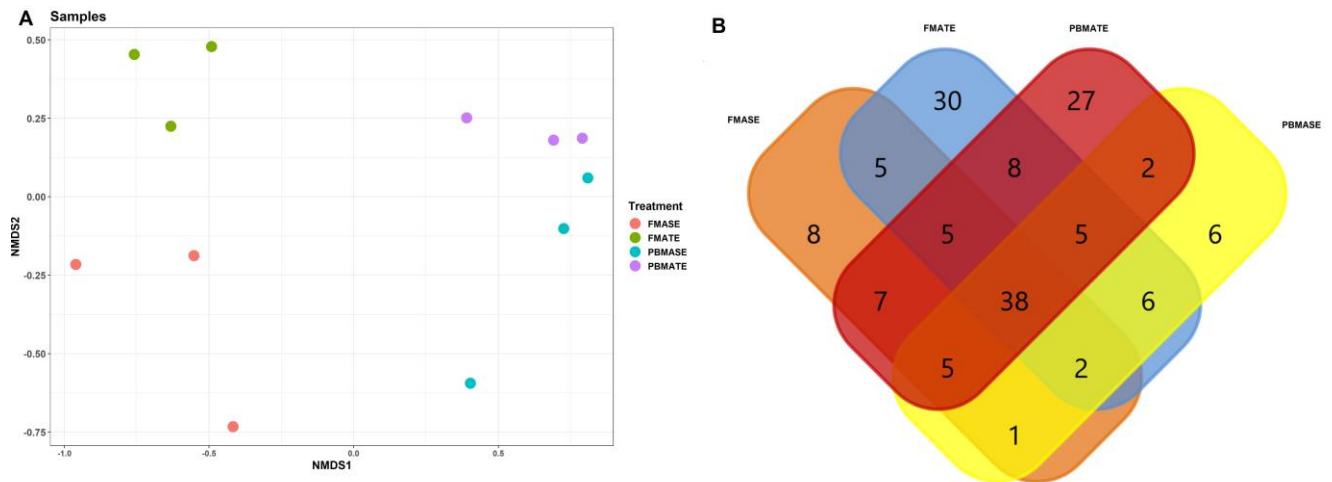 A
Samples
0.50
0.25
0.00
-0.25
-0.50
-0.75
NMDS2
-1.0 -0.5 0.0 0.5
NMDS1
Treatment
FMASE
FMATE
PBMASE
PBMATE
B
FMATE PBMATE
FMASE PBMASE
30 27
5 8 2
8 5 5 6
7 38 6
5 2
1